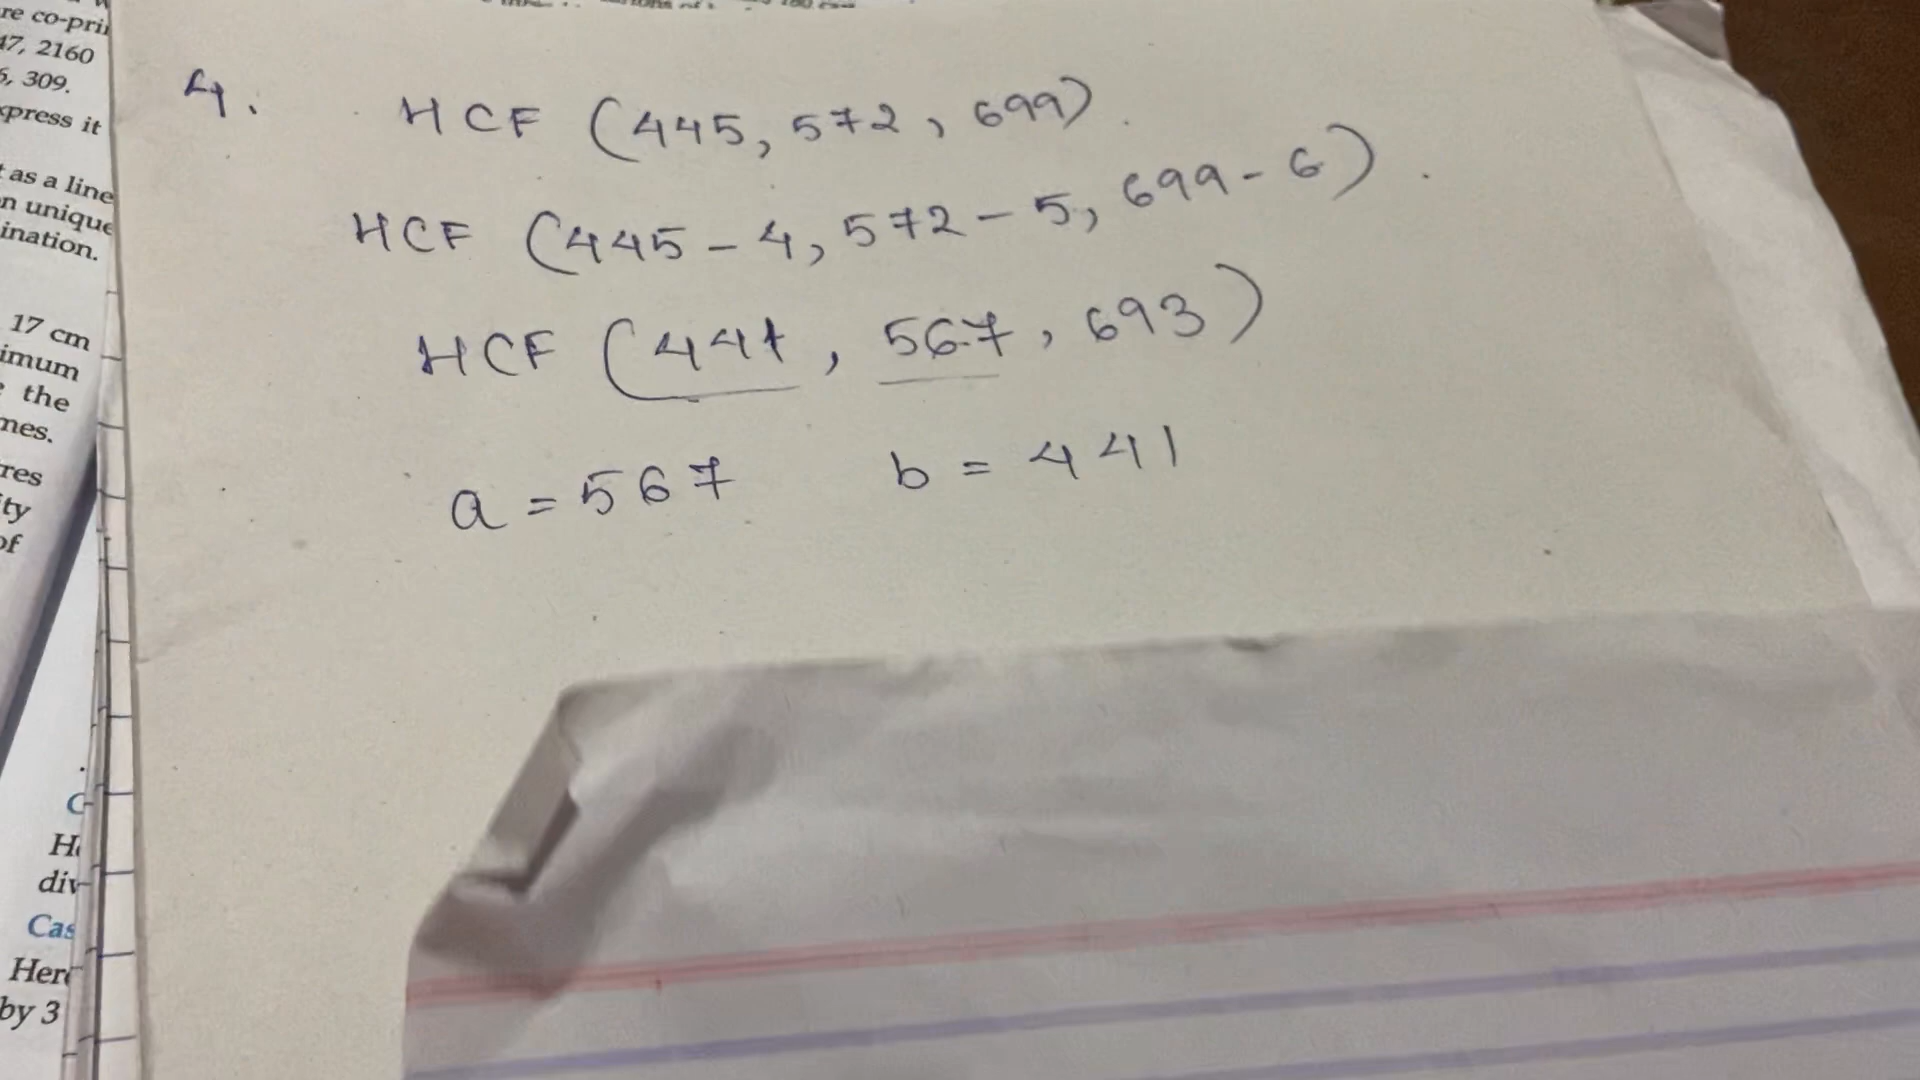 re co-pri
47, 2160
5, 309.
xpress it
t as a line
n unique
ination.
17 cm
imum
the
mes.
res
ity
of
H
div
Cas
Her
by 3
4. HCF (445, 572, 699).
HCF (445 - 4, 572 - 5, 699 - 6).
HCF (441, 567, 693)
a = 567 b = 441